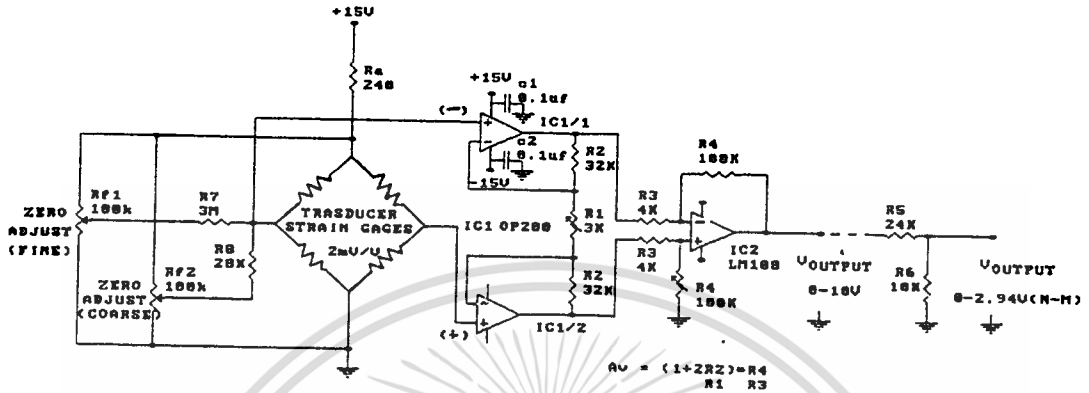 +15V
Ra
240
+15V
c1
0.1uf
(-)
IC1/1
c2
0.1uf
-15V
R2
32K
R4
100K
Rf1
100k
R7
3M
ZERO
ADJUST
(FINE)
R8
28K
TRASDUCER
STRAIN GAGES
2mV/V
IC1 OP200
R1
3K
R3
4K
R3
4K
IC2
LM108
R5
24K
Rf2
100k
ZERO
ADJUST
(COARSE)
R2
32K
R4
100K
VOUTPUT
0-10V
R6
10K
VOUTPUT
0-2.94V(N-M)
(+)
IC1/2
Av = (1+2R2)=R4
R1 R3